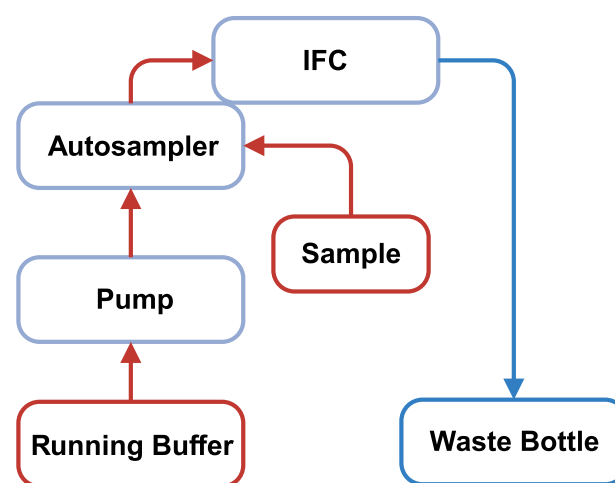 IFC
Autosampler
Sample
Pump
Running Buffer
Waste Bottle